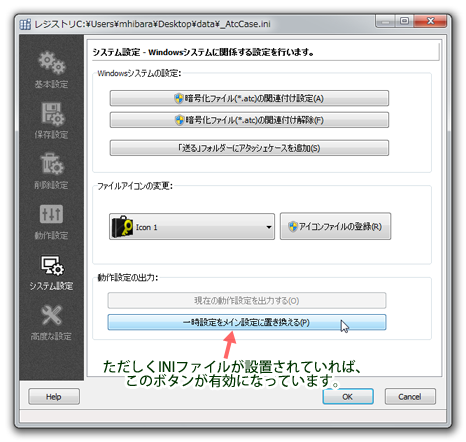 レジストリC:¥Users¥mhibara¥Desktop¥data¥_AtcCase.ini
システム設定 - Windowsシステムに関係する設定を行います。
基本設定
保存設定
削除設定
動作設定
システム設定
高度な設定
Windowsシステムの設定:
暗号化ファイル(*.atc)の関連付け設定(A)
暗号化ファイル(*.atc)の関連付け解除(F)
「送る」フォルダーにアタッシェケースを追加(S)
ファイルアイコンの変更:
Icon 1
アイコンファイルの登録(R)
動作設定の出力:
現在の動作設定を出力する(O)
一時設定をメイン設定に置き換える(P)
ただしくINIファイルが設置されていれば、
このボタンが有効になっています。
Help
OK
Cancel